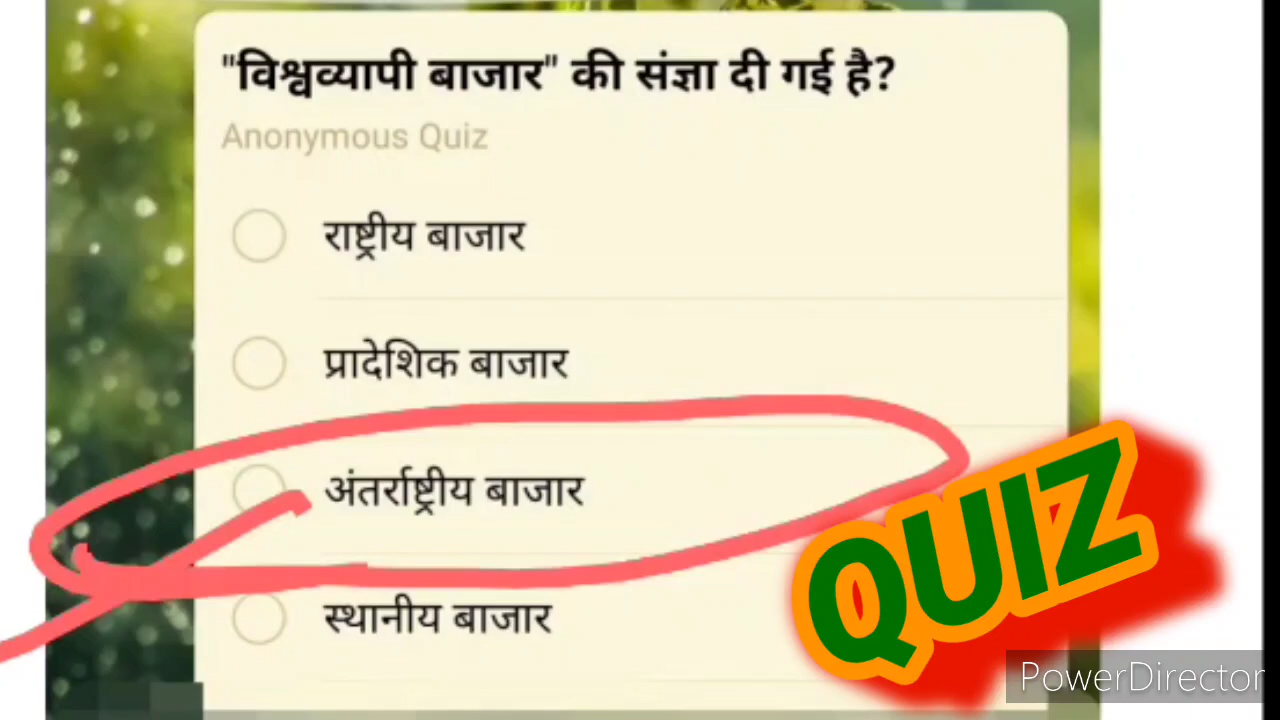 "विश्वव्यापी बाजार" की संज्ञा दी गई है?
Anonymous Quiz
राष्ट्रीय बाजार
प्रादेशिक बाजार
अंतर्राष्ट्रीय बाजार
स्थानीय बाजार
QUIZ
PowerDirector